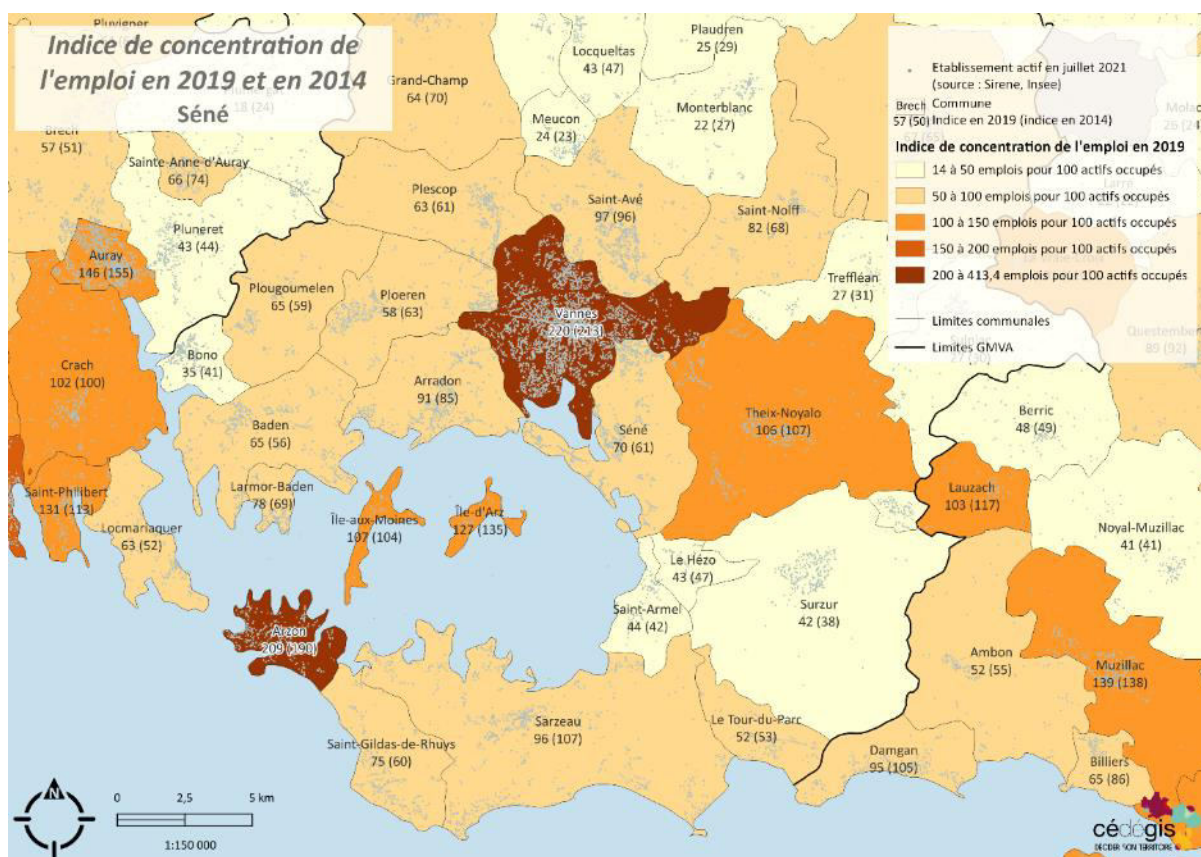 Indice de concentration de
l'emploi en 2019 et en 2014
Séné
Pluvigner
18 (24)
Brech
57 (51)
Sainte-Anne-d'Auray
66 (74)
Grand-Champ
64 (70)
Locqueltas
43 (47)
Plaudren
25 (29)
Meucon
24 (23)
Monterblanc
22 (27)
Etablissement actif en juillet 2021
(source : Sirene, Insee)
Brech Commune
57 (50) Indice en 2019 (indice en 2014)
67 (65)
26 (24)
Indice de concentration de l'emploi en 2019
14 à 50 emplois pour 100 actifs occupés
50 à 100 emplois pour 100 actifs occupés
100 à 150 emplois pour 100 actifs occupés
150 à 200 emplois pour 100 actifs occupés
200 à 413,4 emplois pour 100 actifs occupés
Limites communales
Limites GMVA
Larré
Questembert
89 (92)
Plescop
63 (61)
Saint-Avé
97 (96)
Saint-Nolff
82 (68)
Pluneret
43 (44)
Auray
146 (155)
Plougoumelen
65 (59)
Ploeren
58 (63)
Vannes
220 (213)
Treffléan
27 (31)
Bono
35 (41)
Crach
102 (100)
Arradon
91 (85)
Baden
65 (56)
Séné
70 (61)
Theix-Noyalo
106 (107)
Berric
48 (49)
Saint-Philibert
131 (113)
Larmor-Baden
78 (69)
Île-aux-Moines
107 (104)
Île-d'Arz
127 (135)
Lauzach
103 (117)
Locmariaquer
63 (52)
Noyal-Muzillac
41 (41)
Le Hézo
43 (47)
Saint-Armel
44 (42)
Surzur
42 (38)
Arzon
209 (190)
Ambon
52 (55)
Muzillac
139 (138)
Sarzeau
96 (107)
Le Tour-du-Parc
52 (53)
Saint-Gildas-de-Rhuys
75 (60)
Damgan
95 (105)
Billiers
65 (86)
N
0 2,5 5 km
1:150 000
cédégis
DÉCIDER SON TERRITOIRE